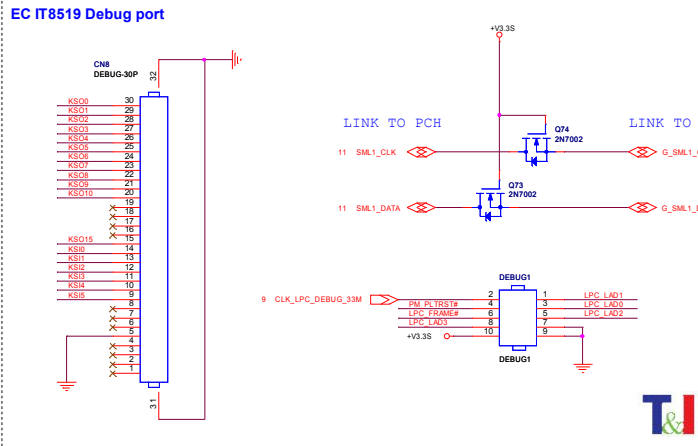 EC IT8519 Debug port
CN8
DEBUG-30P
32
KSO0 30
KSO1 29
KSO2 28
KSO3 27
KSO4 26
KSO5 25
KSO6 24
KSO7 23
KSO8 22
KSO9 21
KSO10 20
19
18
17
16
KSO15 15
KSI0 14
KSI1 13
KSI2 12
KSI3 11
KSI4 10
KSI5 9
8
7
6
5
4
3
2
1
31
+V3.3S
LINK TO PCH
LINK TO
Q74
2N7002
11 SML1_CLK
G_SML1_
Q73
2N7002
11 SML1_DATA
G_SML1_
DEBUG1
9 CLK_LPC_DEBUG_33M 2 1 LPC_LAD1
PM_PLTRST# 4 3 LPC_LAD0
LPC_FRAME# 6 5 LPC_LAD2
LPC_LAD3 8 7
+V3.3S 10 9
DEBUG1
T&I